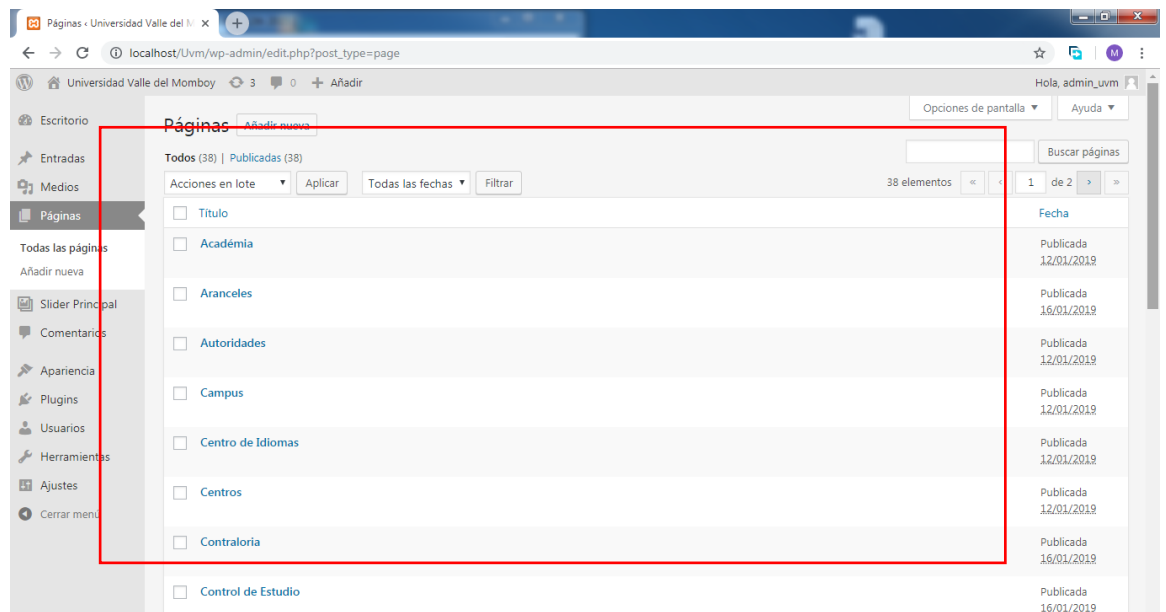 Páginas ‹ Universidad Valle del M
localhost/Uvm/wp-admin/edit.php?post_type=page
M
Universidad Valle del Momboy 3 0 + Añadir Hola, admin_uvm
Opciones de pantalla ▼ Ayuda ▼
Escritorio
Entradas
Medios
Páginas
Todas las páginas
Añadir nueva
Slider Principal
Comentarios
Apariencia
Plugins
Usuarios
Herramientas
Ajustes
Cerrar menú
Páginas Añadir nueva
Todos (38) | Publicadas (38) Buscar páginas
Acciones en lote ▼ Aplicar Todas las fechas ▼ Filtrar 38 elementos « ‹ 1 de 2 › »
Título Fecha
Académia Publicada
12/01/2019
Aranceles Publicada
16/01/2019
Autoridades Publicada
12/01/2019
Campus Publicada
12/01/2019
Centro de Idiomas Publicada
12/01/2019
Centros Publicada
12/01/2019
Contraloria Publicada
16/01/2019
Control de Estudio Publicada
16/01/2019